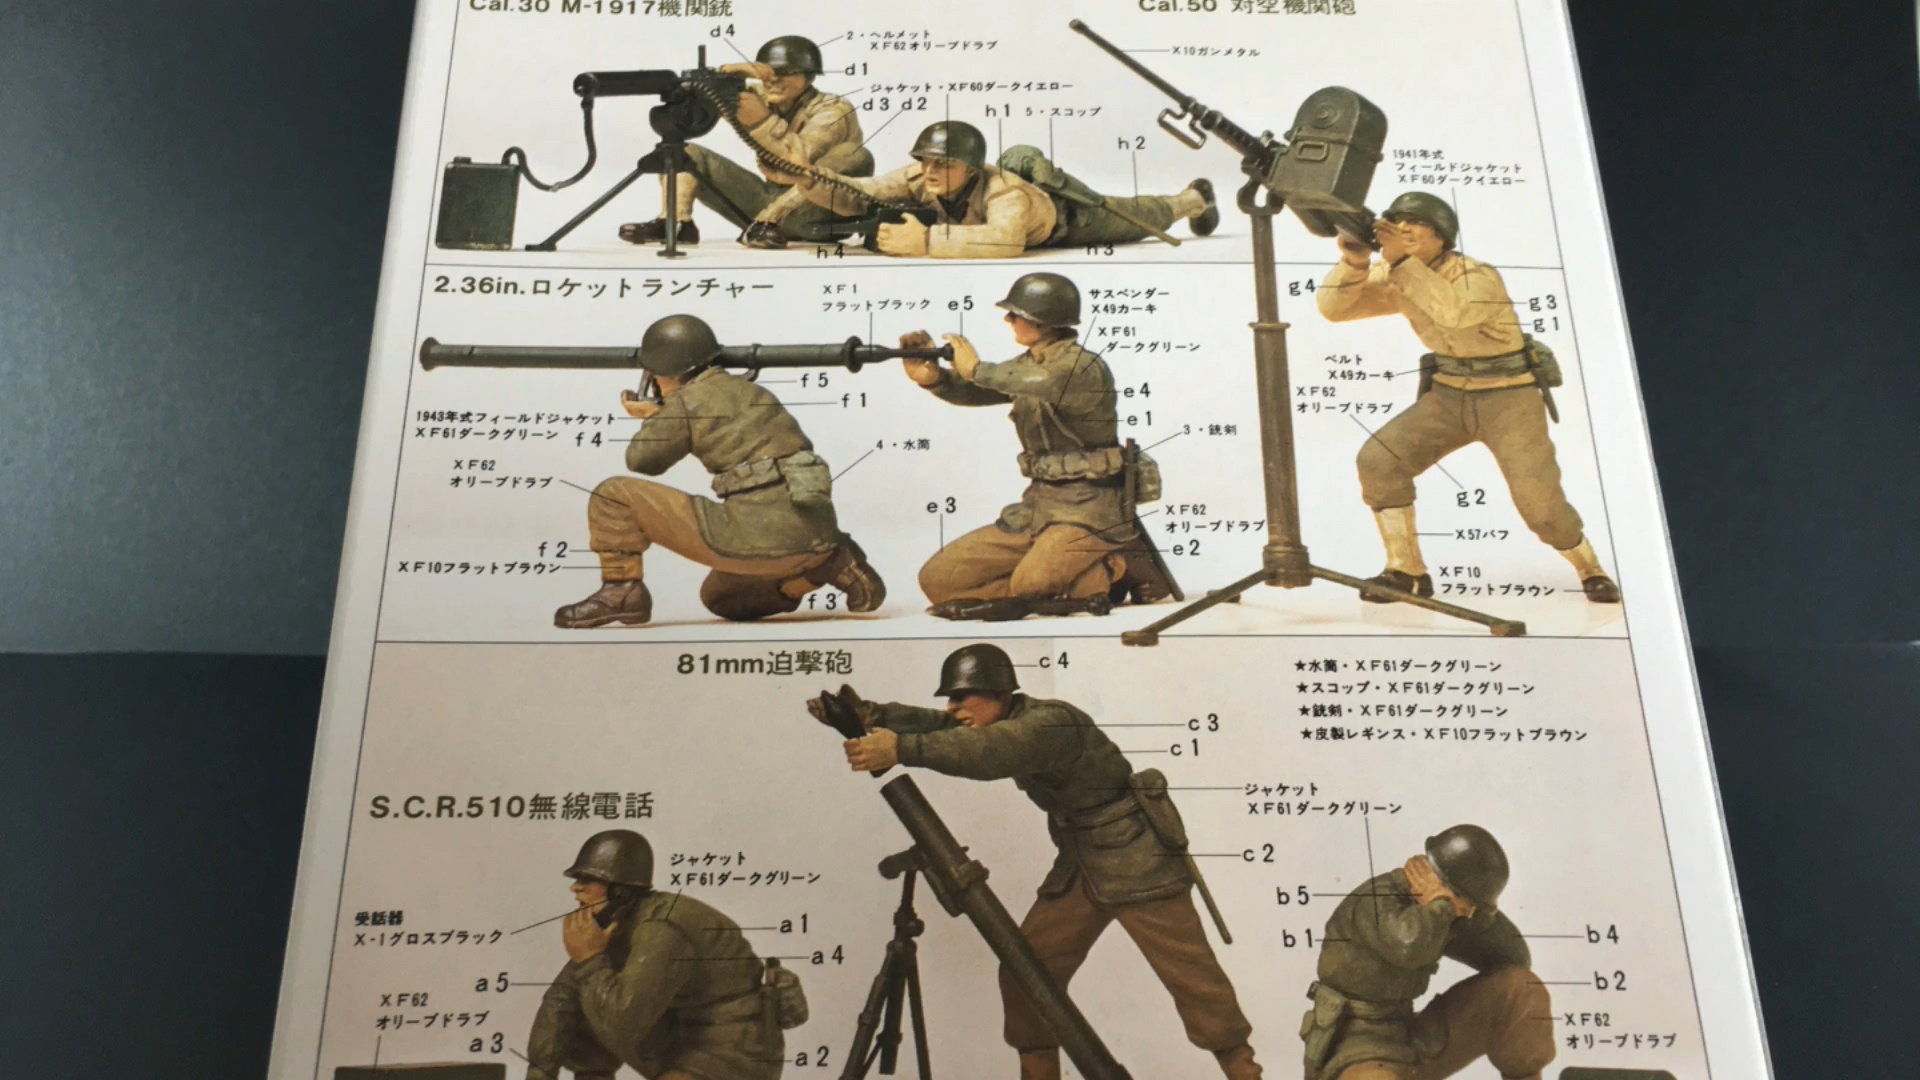 Cal.30 M-1917機関銃
Cal.50 対空機関砲
d4
2・ヘルメット
XF62オリーブドラブ
d1
ジャケット・XF60ダークイエロー
d3 d2
h1
5・スコップ
h2
h4
h3
X10ガンメタル
1941年式
フィールドジャケット
XF60ダークイエロー
g4
g3
g1
ベルト
X49カーキ
XF62
オリーブドラブ
g2
X57バフ
XF10
フラットブラウン
2.36in.ロケットランチャー
XF1
フラットブラック
e5
サスペンダー
X49カーキ
XF61
ダークグリーン
f5
f1
e4
e1
1943年式フィールドジャケット
XF61ダークグリーン
f4
4・水筒
3・銃剣
XF62
オリーブドラブ
e3
XF62
オリーブドラブ
e2
f2
XF10フラットブラウン
f3
81mm迫撃砲
c4
★水筒・XF61ダークグリーン
★スコップ・XF61ダークグリーン
★銃剣・XF61ダークグリーン
★皮製レギンス・XF10フラットブラウン
c3
c1
ジャケット
XF61ダークグリーン
c2
S.C.R.510無線電話
ジャケット
XF61ダークグリーン
受話器
X-1グロスブラック
a1
a4
a5
XF62
オリーブドラブ
a3
a2
b5
b1
b4
b2
XF62
オリーブドラブ